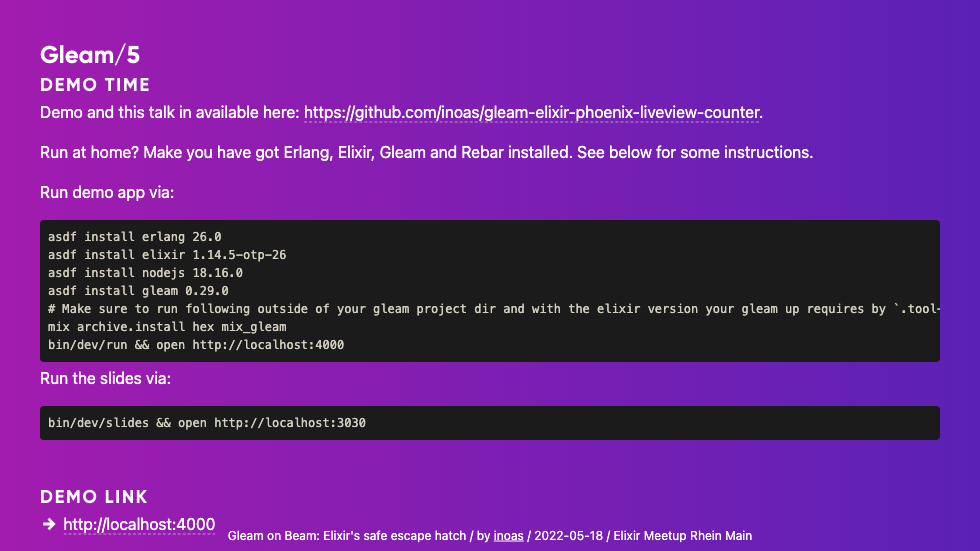 Gleam/5
DEMO TIME
Demo and this talk in available here: https://github.com/inoas/gleam-elixir-phoenix-liveview-counter.
Run at home? Make you have got Erlang, Elixir, Gleam and Rebar installed. See below for some instructions.
Run demo app via:
asdf install erlang 26.0
asdf install elixir 1.14.5-otp-26
asdf install nodejs 18.16.0
asdf install gleam 0.29.0
# Make sure to run following outside of your gleam project dir and with the elixir version your gleam up requires by `.tool-
mix archive.install hex mix_gleam
bin/dev/run && open http://localhost:4000
Run the slides via:
bin/dev/slides && open http://localhost:3030
DEMO LINK
→ http://localhost:4000
Gleam on Beam: Elixir's safe escape hatch / by inoas / 2022-05-18 / Elixir Meetup Rhein Main